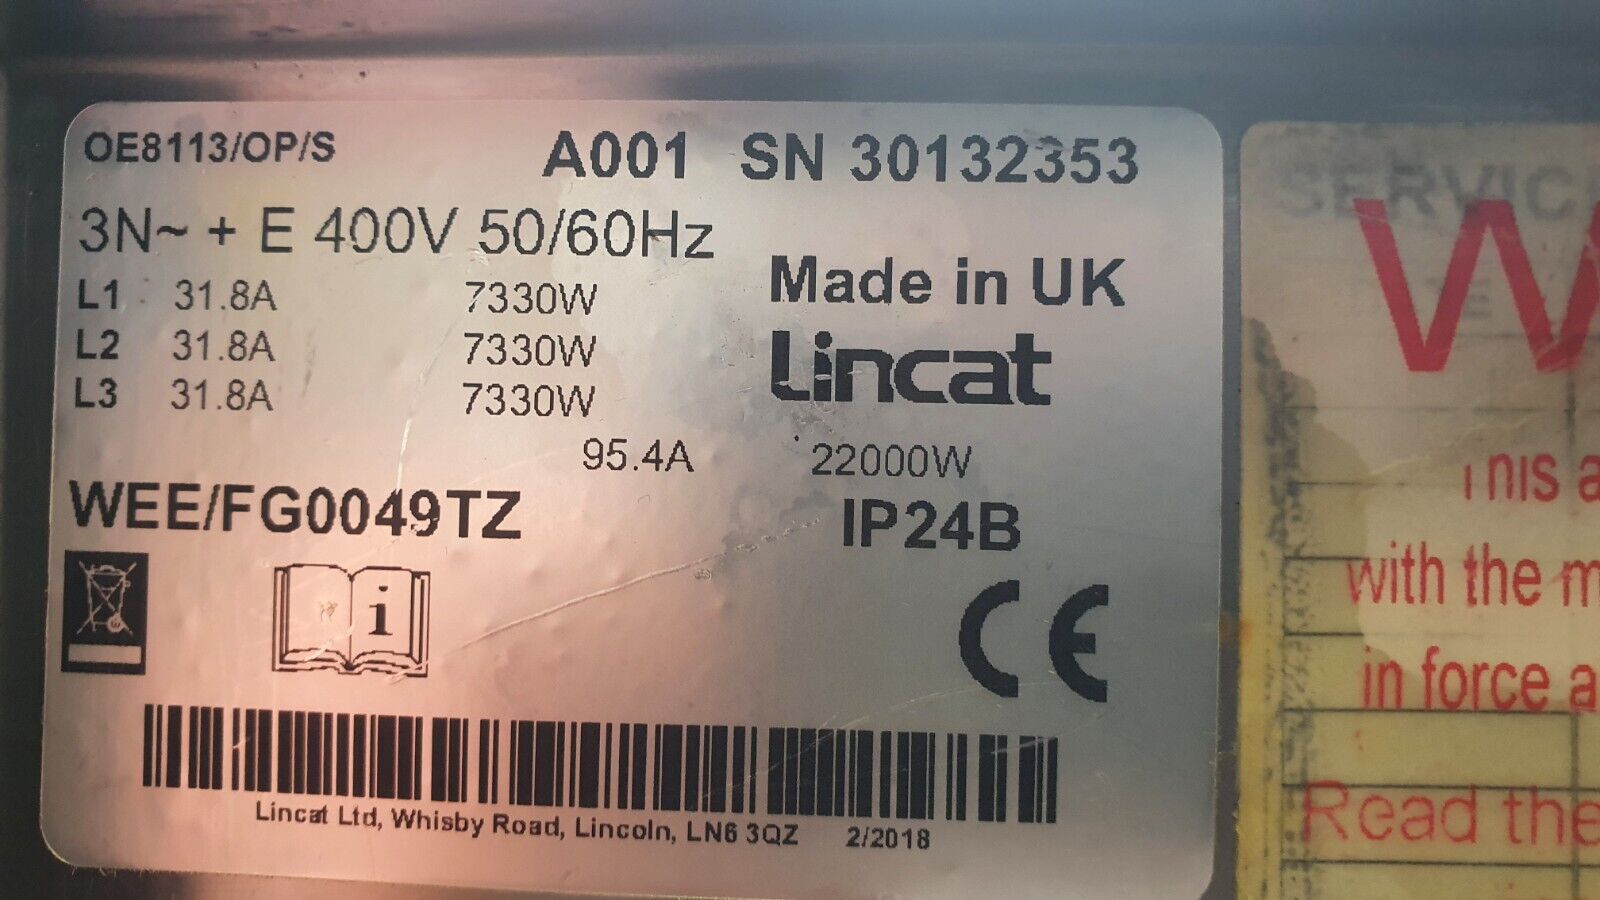 OE8113/OP/S
A001 SN 30132353
3N~ + E 400V 50/60Hz
L1 31.8A 7330W
L2 31.8A 7330W
L3 31.8A 7330W
Made in UK
Lincat
95.4A 22000W
WEE/FG0049TZ
IP24B
i
CE
Lincat Ltd, Whisby Road, Lincoln, LN6 3QZ 2/2018
SERVIC
W
This a
with the m
in force a
Read the